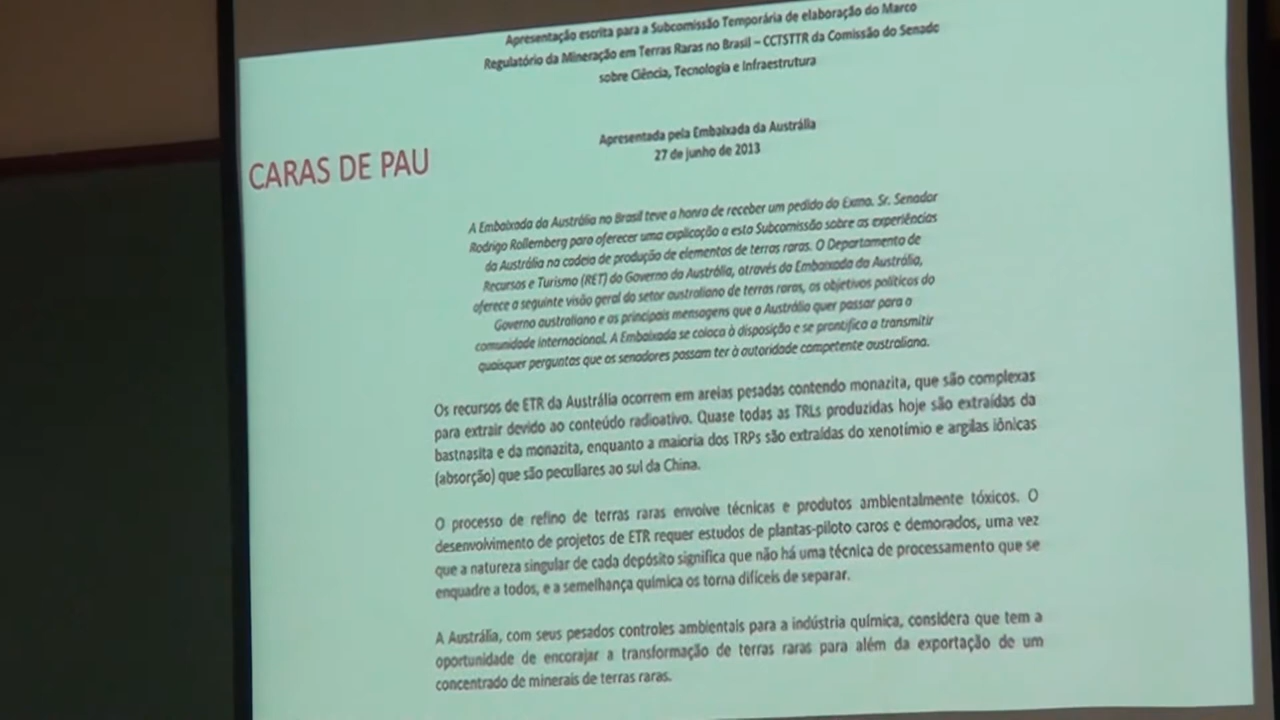 Apresentação escrita para a Subcomissão Temporária de elaboração do Marco
Regulatório da Mineração em Terras Raras no Brasil – CCTSTTR da Comissão do Senado
sobre Ciência, Tecnologia e Infraestrutura
Apresentada pela Embaixada da Austrália
27 de junho de 2013
CARAS DE PAU
A Embaixada da Austrália no Brasil teve a honra de receber um pedido do Exmo. Sr. Senador
Rodrigo Rollemberg para oferecer uma explicação a esta Subcomissão sobre as experiências
da Austrália na cadeia de produção de elementos de terras raras. O Departamento de
Recursos e Turismo (RET) do Governo da Austrália, através da Embaixada da Austrália,
oferece a seguinte visão geral do setor australiano de terras raras, os objetivos políticos do
Governo australiano e as principais mensagens que a Austrália quer passar para a
comunidade internacional. A Embaixada se coloca à disposição e se prontifica a transmitir
quaisquer perguntas que os senadores possam ter à autoridade competente australiana.
Os recursos de ETR da Austrália ocorrem em areias pesadas contendo monazita, que são complexas
para extrair devido ao conteúdo radioativo. Quase todas as TRLs produzidas hoje são extraídas da
bastnasita e da monazita, enquanto a maioria dos TRPs são extraídas do xenotímio e argilas iônicas
(absorção) que são peculiares ao sul da China.
O processo de refino de terras raras envolve técnicas e produtos ambientalmente tóxicos. O
desenvolvimento de projetos de ETR requer estudos de plantas-piloto caros e demorados, uma vez
que a natureza singular de cada depósito significa que não há uma técnica de processamento que se
enquadre a todos, e a semelhança química os torna difíceis de separar.
A Austrália, com seus pesados controles ambientais para a indústria química, considera que tem a
oportunidade de encorajar a transformação de terras raras para além da exportação de um
concentrado de minerais de terras raras.